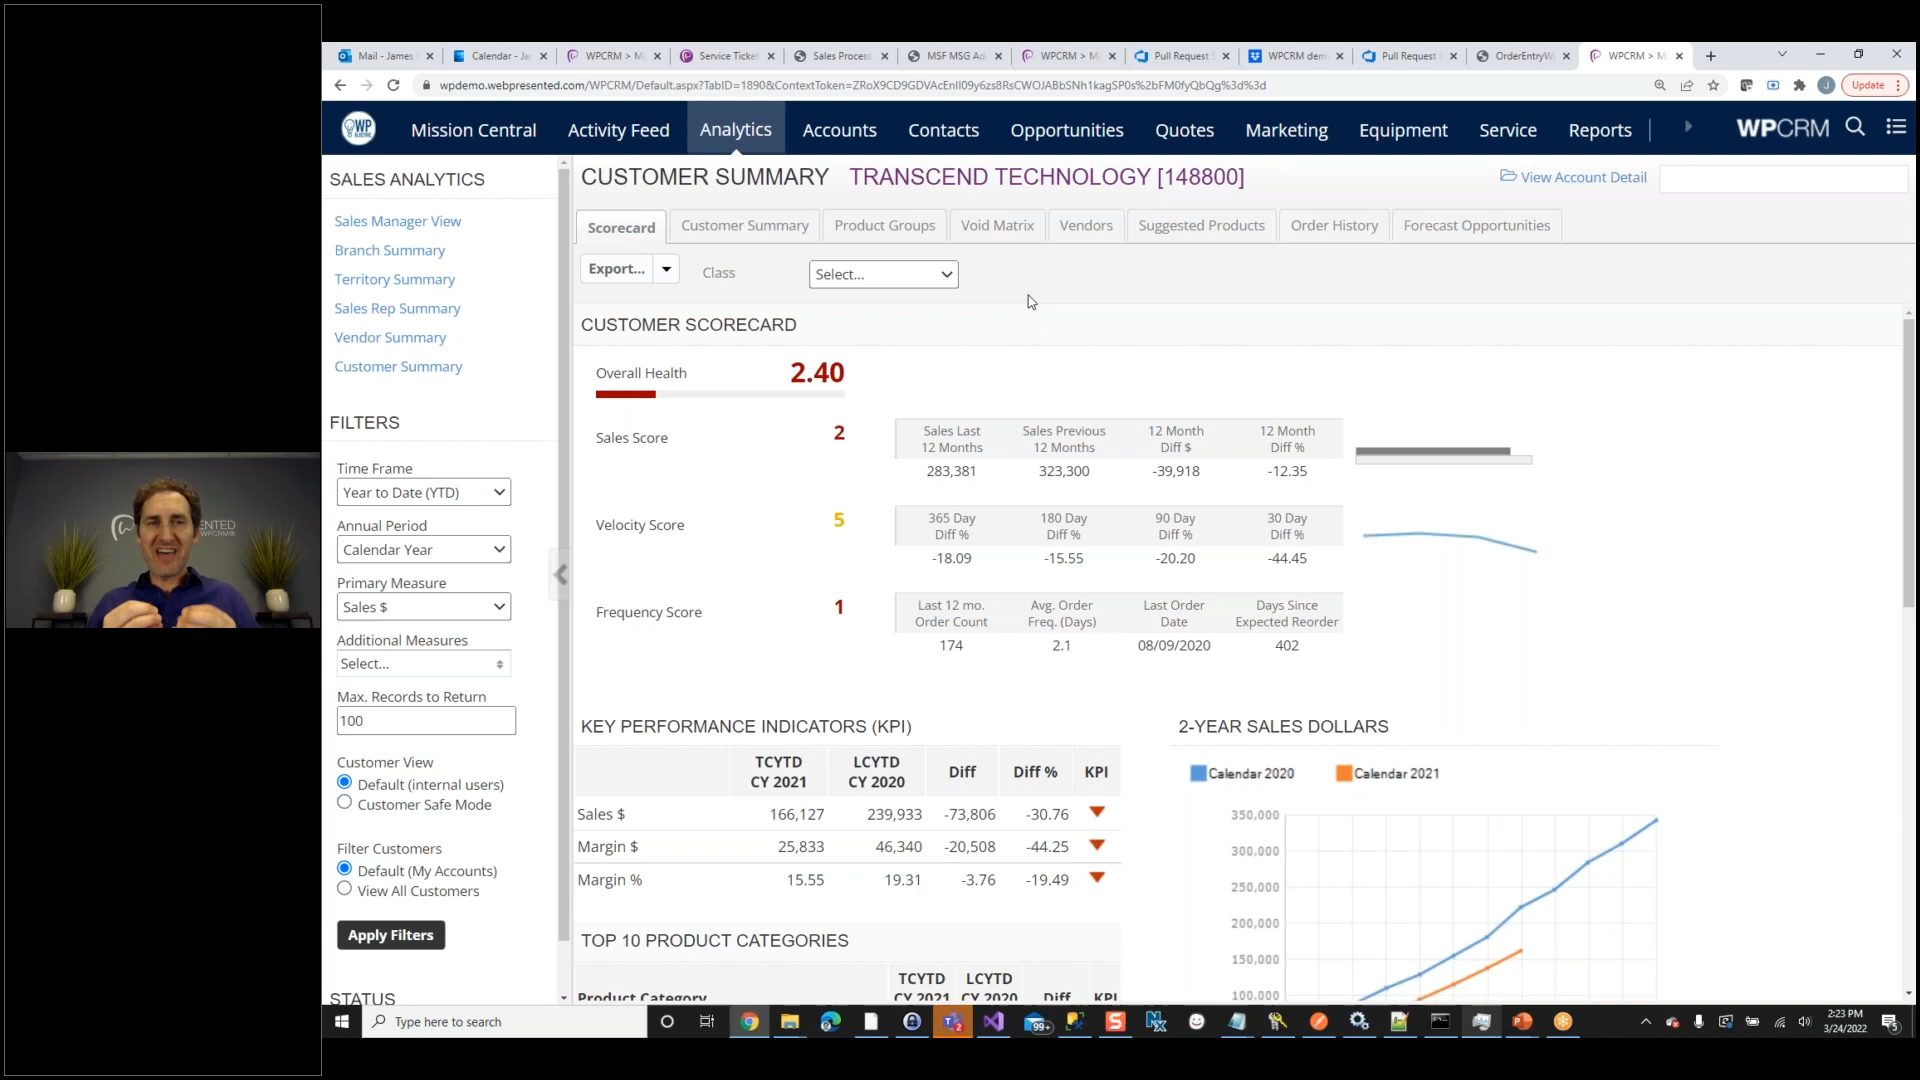 Mail - James
Calendar - Ja
WPCRM > M
Service Ticket
Sales Process
MSF MSG Ad
WPCRM > M
Pull Request
WPCRM dem
Pull Request
OrderEntryW
WPCRM > M
wpdemo.webpresented.com/WPCRM/Default.aspx?TabID=1890&ContextToken=ZRoX9CD9GDVAcEnIl09y6zs8RsCWOJABbSNh1kagSP0s%2bFM0fyQbQg%3d%3d
J
Update
WP
Mission Central
Activity Feed
Analytics
Accounts
Contacts
Opportunities
Quotes
Marketing
Equipment
Service
Reports
WPCRM
SALES ANALYTICS
Sales Manager View
Branch Summary
Territory Summary
Sales Rep Summary
Vendor Summary
Customer Summary
FILTERS
Time Frame
Year to Date (YTD)
Annual Period
Calendar Year
Primary Measure
Sales $
Additional Measures
Select...
Max. Records to Return
100
Customer View
Default (internal users)
Customer Safe Mode
Filter Customers
Default (My Accounts)
View All Customers
Apply Filters
STATUS
CUSTOMER SUMMARY TRANSCEND TECHNOLOGY [148800]
View Account Detail
Scorecard
Customer Summary
Product Groups
Void Matrix
Vendors
Suggested Products
Order History
Forecast Opportunities
Export...
Class
Select...
CUSTOMER SCORECARD
Overall Health 2.40
Sales Score 2
Sales Last 12 Months
Sales Previous 12 Months
12 Month Diff $
12 Month Diff %
283,381 323,300 -39,918 -12.35
Velocity Score 5
365 Day Diff %
180 Day Diff %
90 Day Diff %
30 Day Diff %
-18.09 -15.55 -20.20 -44.45
Frequency Score 1
Last 12 mo. Order Count
Avg. Order Freq. (Days)
Last Order Date
Days Since Expected Reorder
174 2.1 08/09/2020 402
KEY PERFORMANCE INDICATORS (KPI)
TCYTD CY 2021
LCYTD CY 2020
Diff
Diff %
KPI
Sales $ 166,127 239,933 -73,806 -30.76
Margin $ 25,833 46,340 -20,508 -44.25
Margin % 15.55 19.31 -3.76 -19.49
TOP 10 PRODUCT CATEGORIES
TCYTD LCYTD
Product Category CY 2021 CY 2020 Diff KPI
2-YEAR SALES DOLLARS
Calendar 2020
Calendar 2021
350,000
300,000
250,000
200,000
150,000
100,000
ENTED
WPCRM®
Type here to search
2
99+
2:23 PM
3/24/2022
5